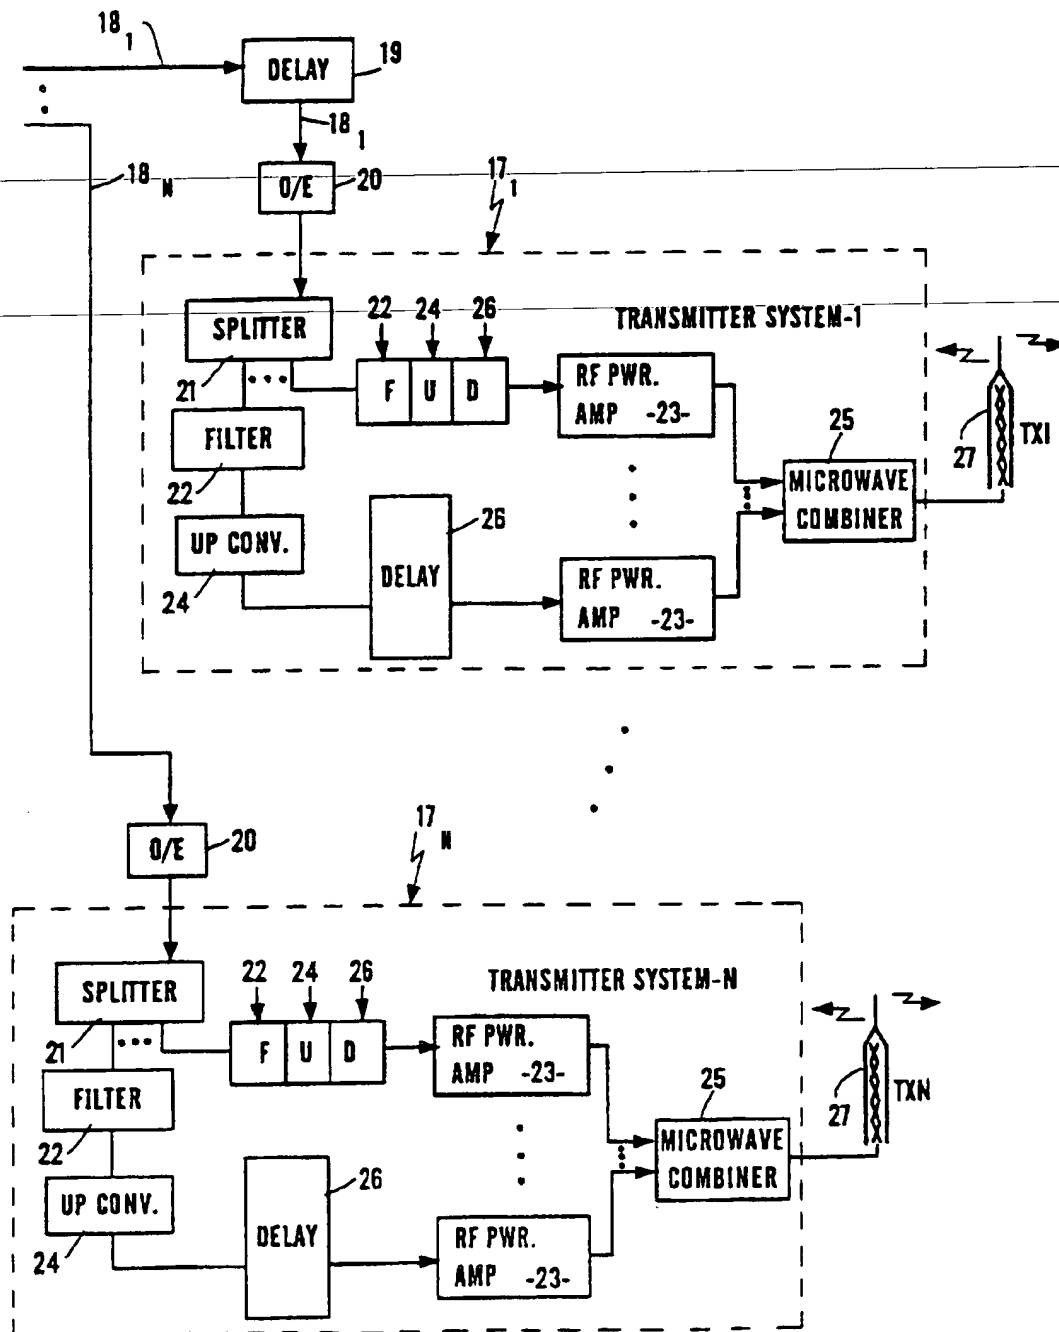 18 1
DELAY 19
18 1
18 N
O/E 20
17 1
22 24 26
TRANSMITTER SYSTEM-1
SPLITTER
21
F U D
RF PWR.
AMP -23-
25
27
TX1
FILTER
22
MICROWAVE
COMBINER
26
UP CONV.
24
DELAY
RF PWR.
AMP -23-
O/E 20
17 N
22 24 26
TRANSMITTER SYSTEM-N
SPLITTER
21
F U D
RF PWR.
AMP -23-
25
27
TXN
FILTER
22
MICROWAVE
COMBINER
26
UP CONV.
24
DELAY
RF PWR.
AMP -23-